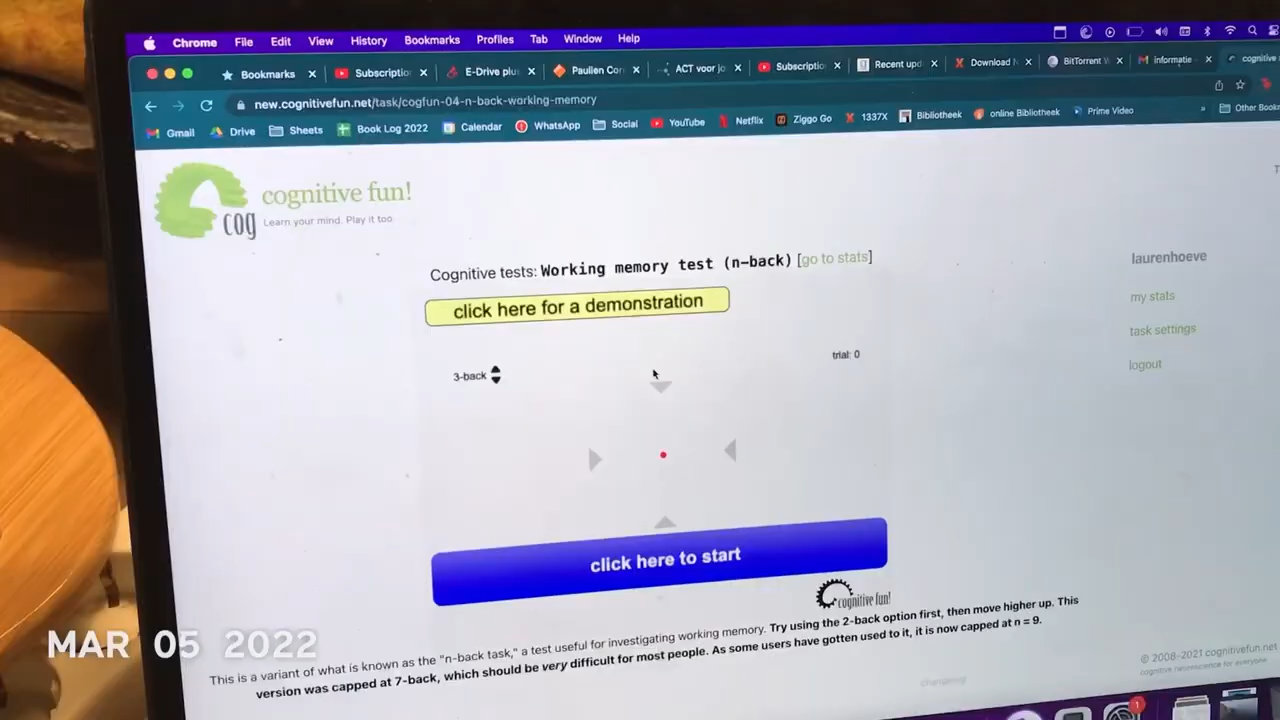 Chrome File Edit View History Bookmarks Profiles Tab Window Help
Bookmarks Subscriptio E-Drive plu Paulien Cor ACT voor jo Subscriptio Recent upd Download BitTorrent informatie cognitive
new.cognitivefun.net/task/cogfun-04-n-back-working-memory
Gmail Drive Sheets Book Log 2022 Calendar WhatsApp Social YouTube Netflix Ziggo Go 1337X Bibliotheek online Bibliotheek Prime Video » Other Book
cog cognitive fun!
Learn your mind. Play it too.
Cognitive tests: Working memory test (n-back) [go to stats]
laurenhoeve
click here for a demonstration
my stats
trial: 0
task settings
3-back
logout
click here to start
cognitive fun!
MAR 05 2022
This is a variant of what is known as the "n-back task," a test useful for investigating working memory. Try using the 2-back option first, then move higher up. This
version was capped at 7-back, which should be very difficult for most people. As some users have gotten used to it, it is now capped at n = 9.
© 2008-2021 cognitivefun.net
cognitive neuroscience for everyone
changelog
1